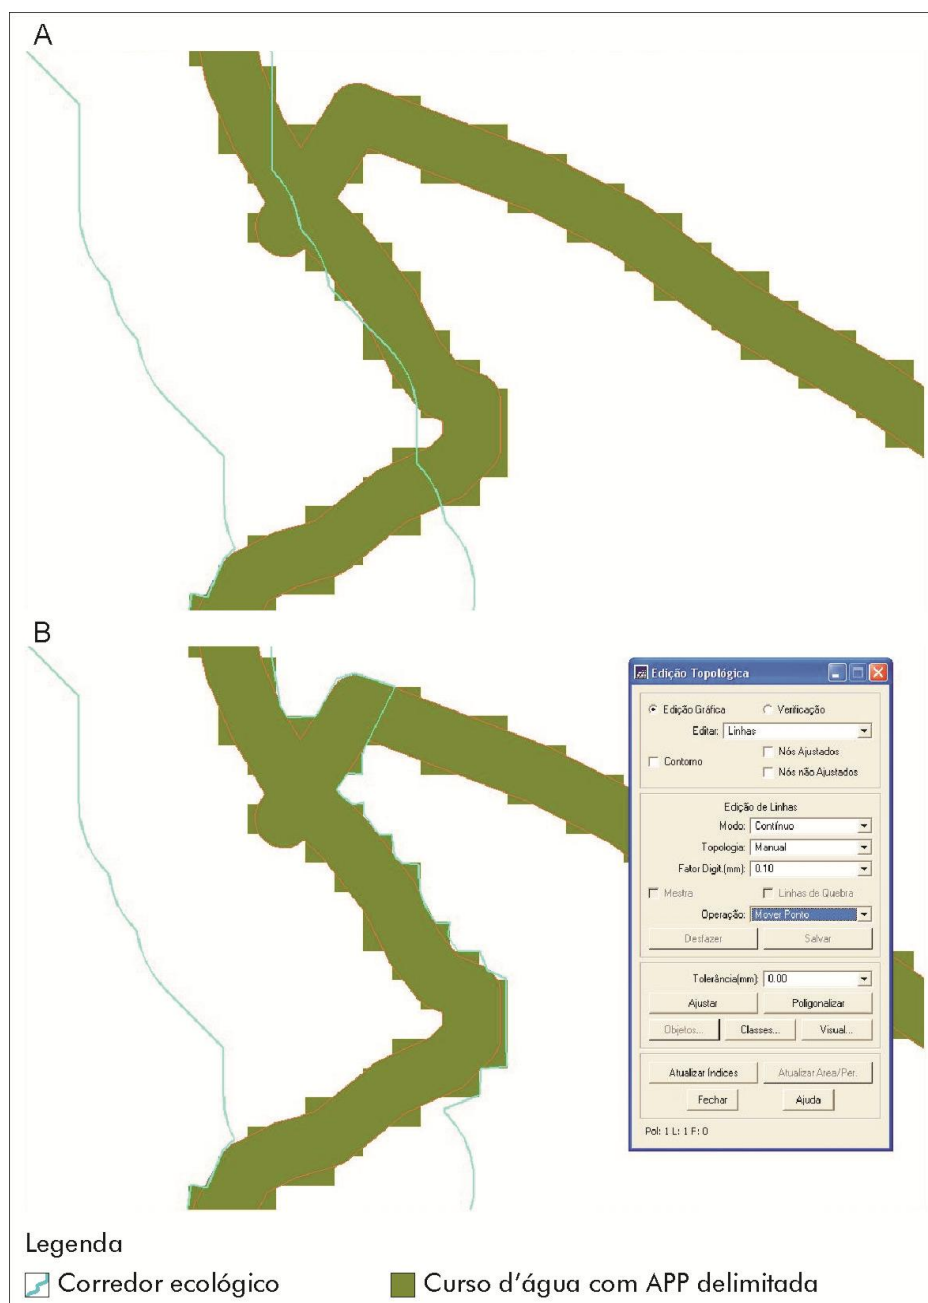 A
B
Edição Topológica
Edição Gráfica
Verificação
Editar: Linhas
Contorno
Nós Ajustados
Nós não Ajustados
Edição de Linhas
Modo: Contínuo
Topologia: Manual
Fator Digit.(mm): 0.10
Mestra
Linhas de Quebra
Operação: Mover Ponto
Desfazer
Salvar
Tolerância(mm): 0.00
Ajustar
Poligonalizar
Objetos...
Classes...
Visual...
Atualizar Índices
Atualizar Area/Per.
Fechar
Ajuda
Pol: 1 L: 1 F: 0
Legenda
Corredor ecológico
Curso d'água com APP delimitada